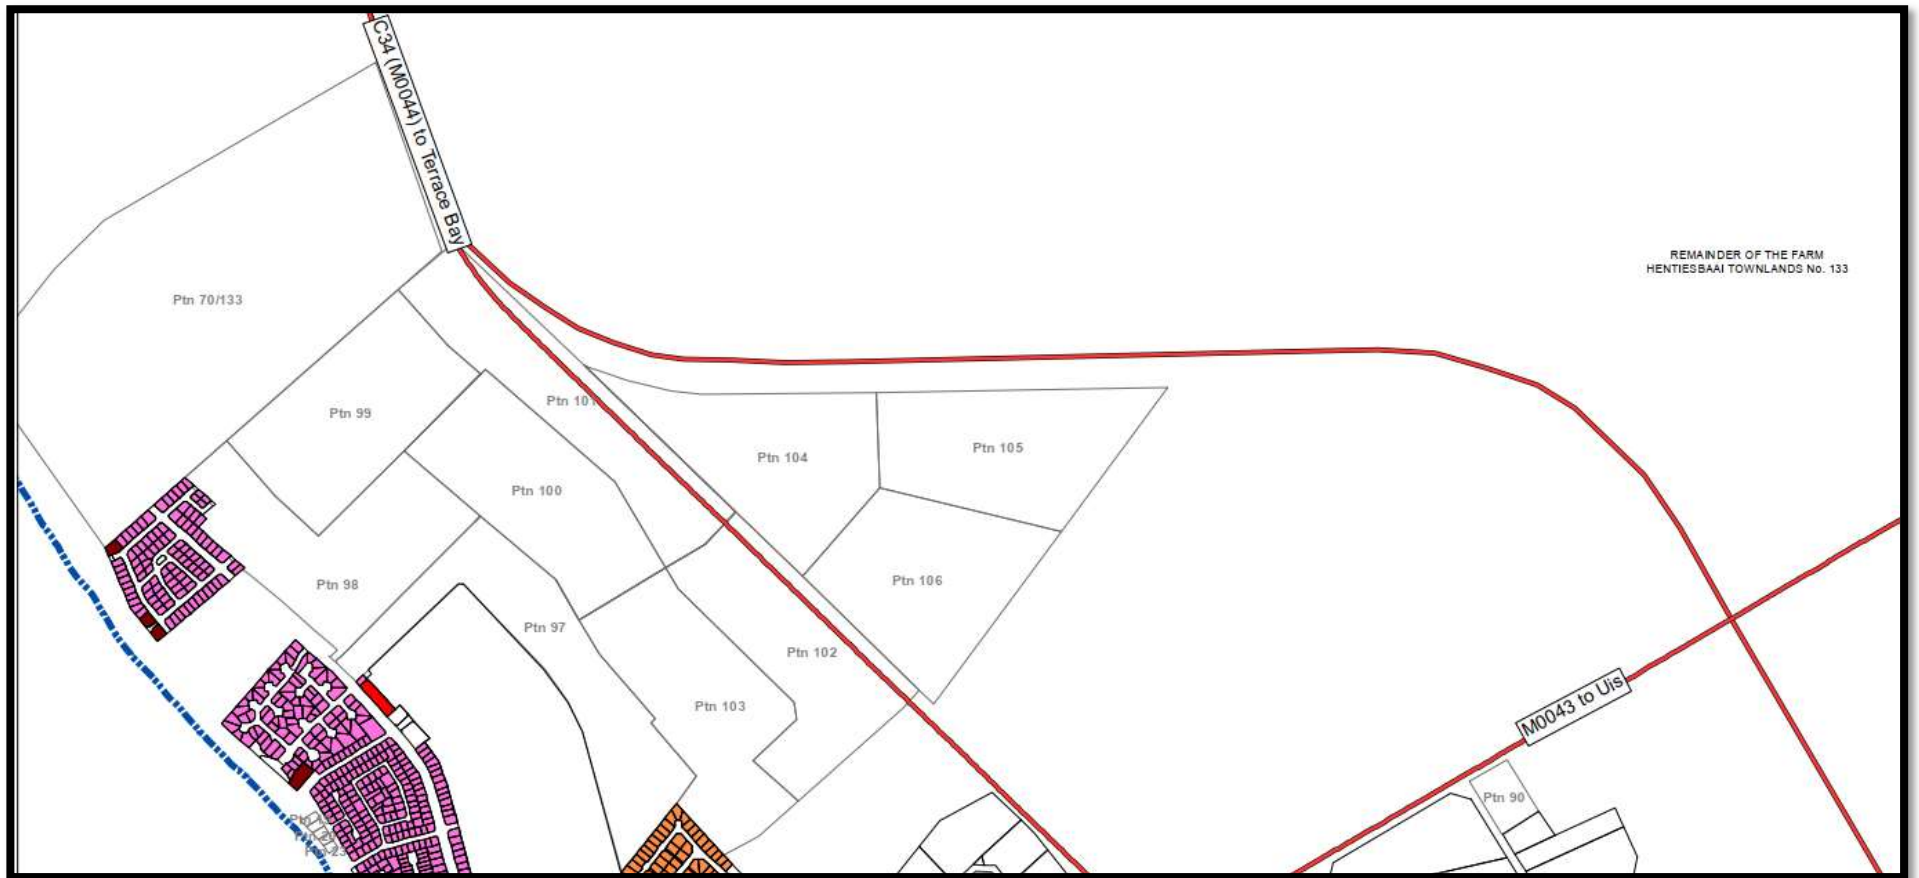 C34 (M0044) to Terrace Bay
REMAINDER OF THE FARM
HENTIESBAAI TOWNLANDS No. 133
Ptn 70/133
Ptn 99
Ptn 101
Ptn 104
Ptn 105
Ptn 100
Ptn 98
Ptn 106
Ptn 97
Ptn 102
Ptn 103
M0043 to Uis
Ptn 90